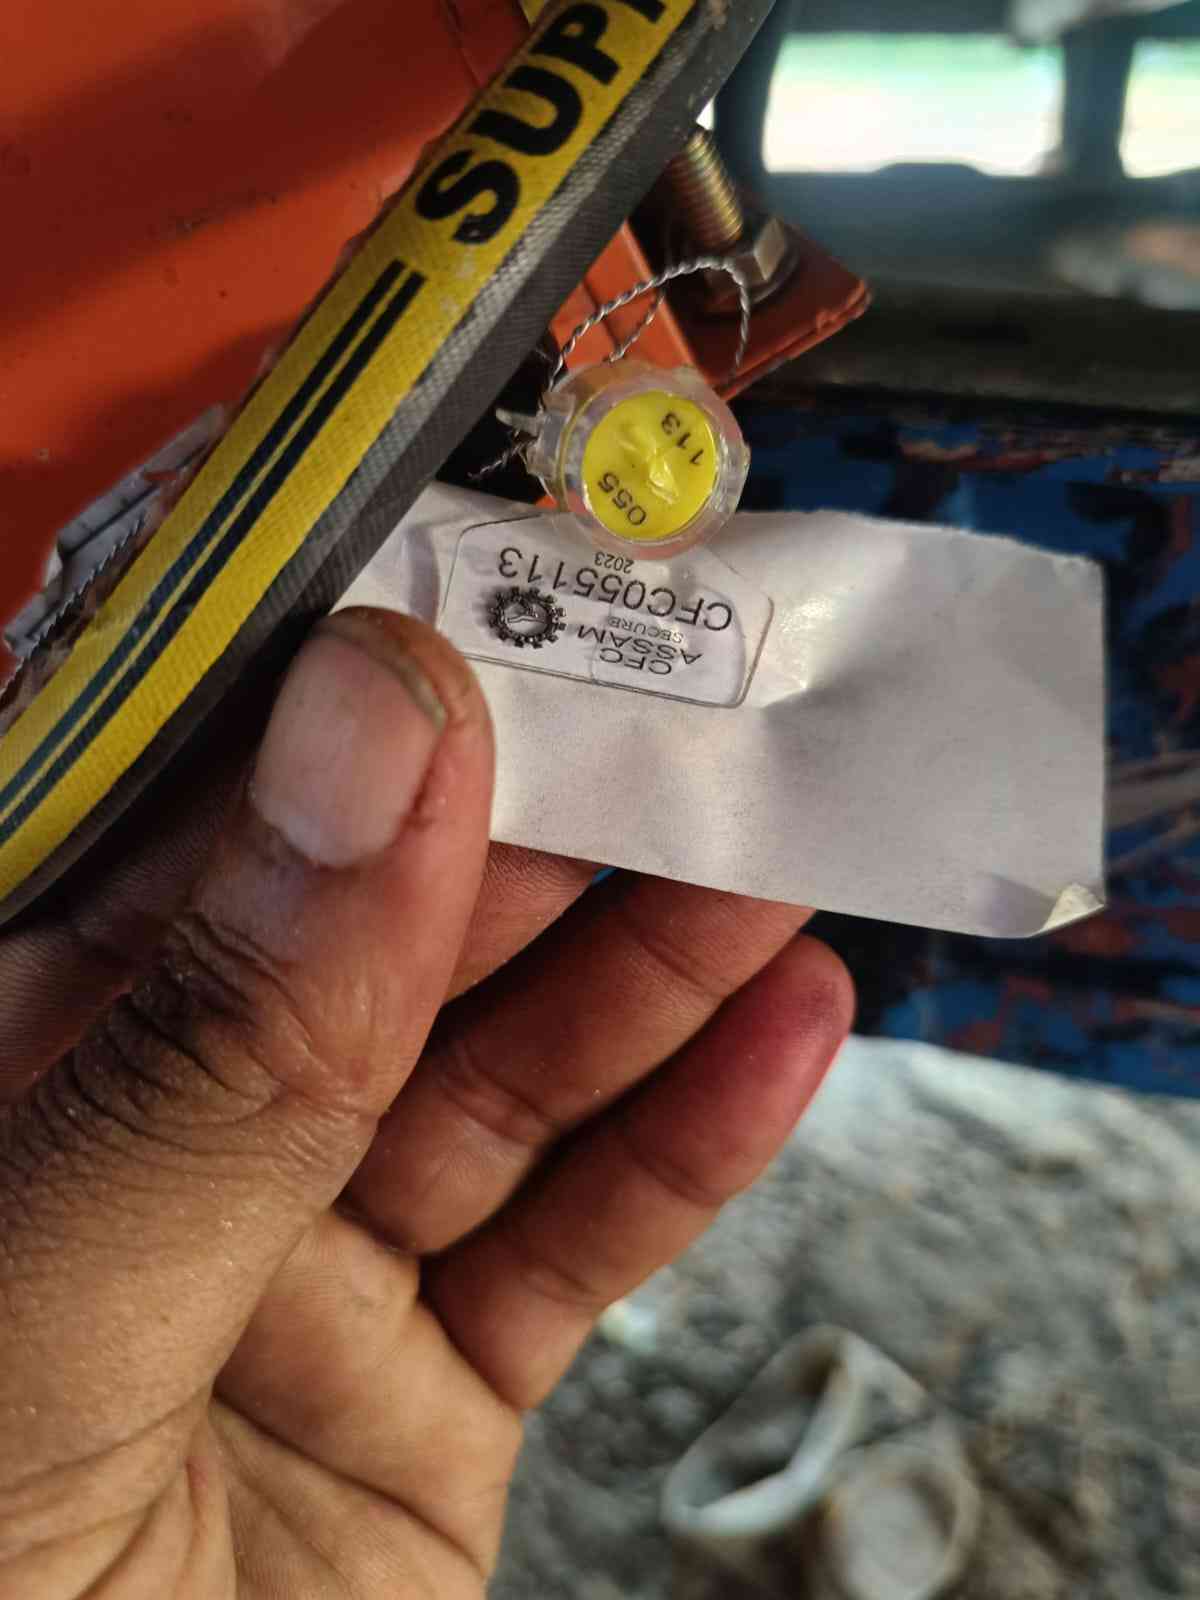 SUP
055
113
CFC
ASSAM
SECURE
CFC055113
2023